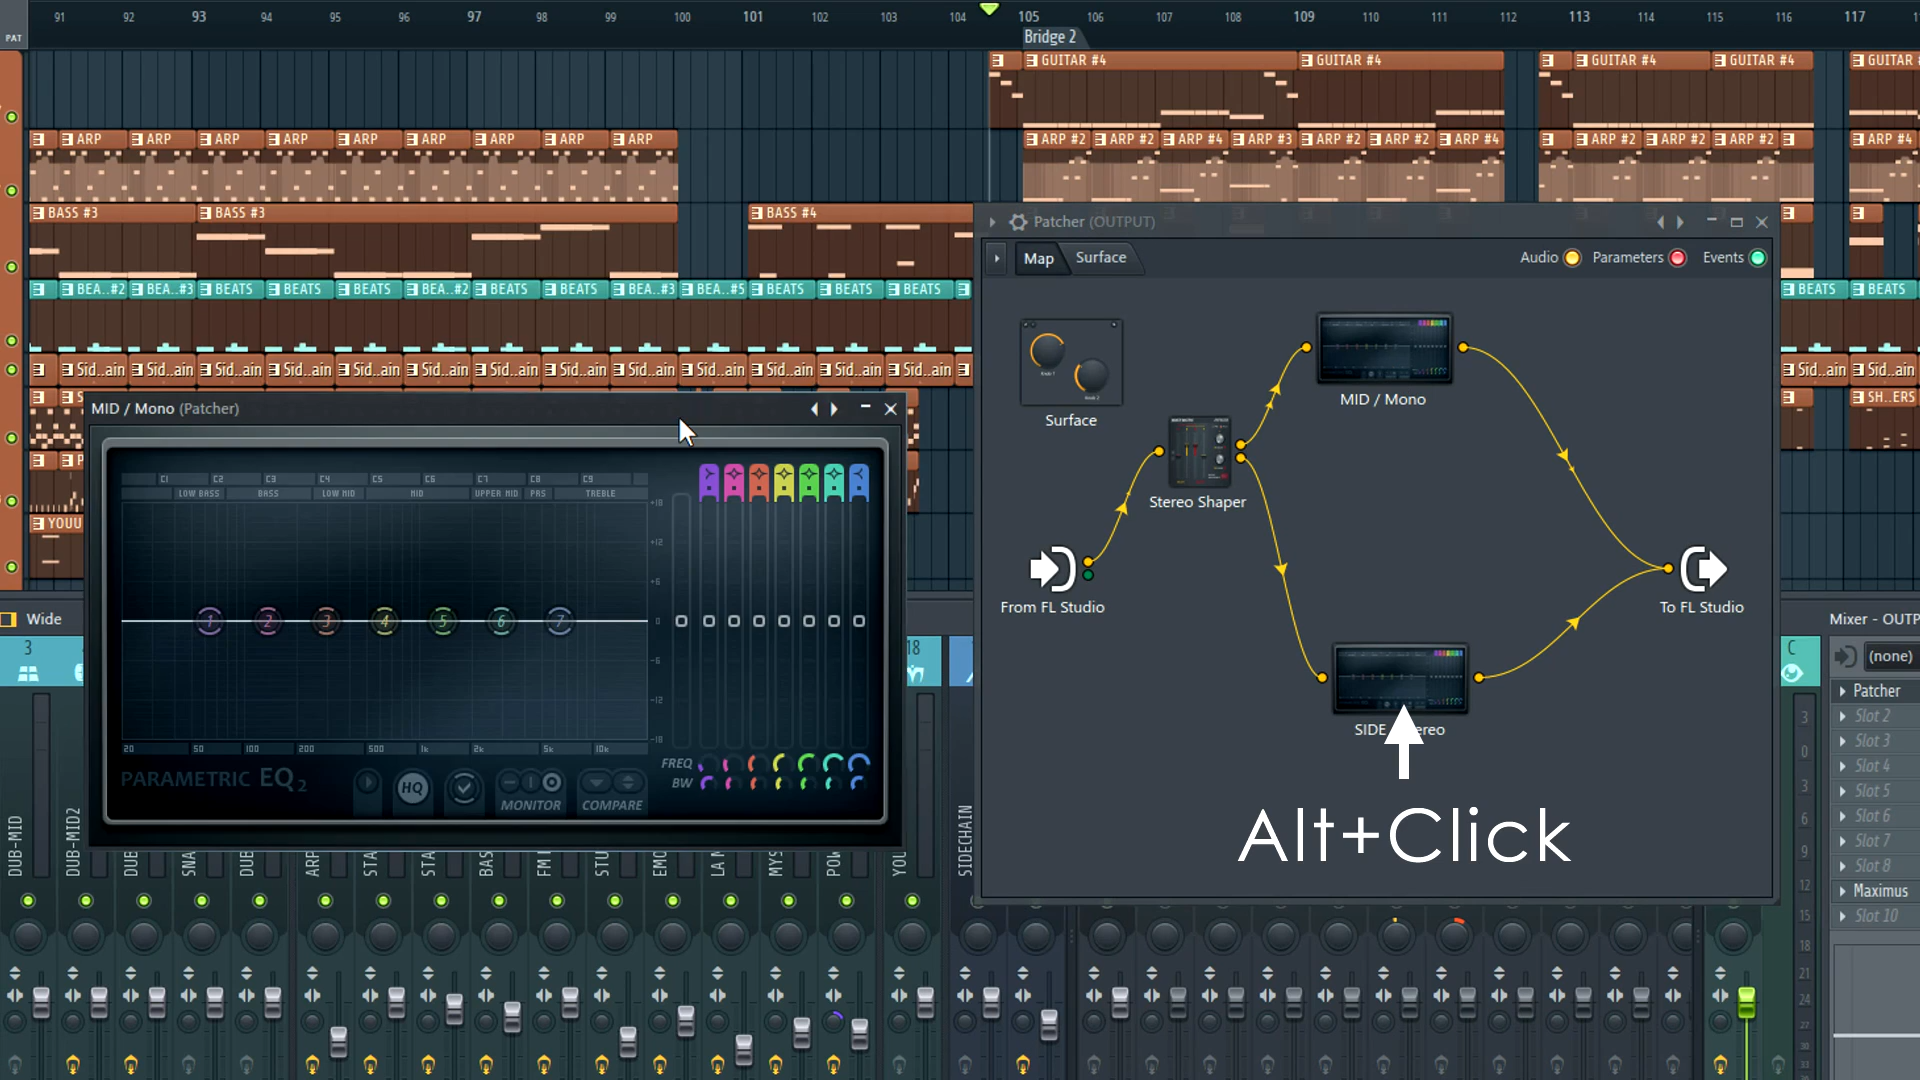 91 92 93 94 95 96 97 98 99 100 101 102 103 104 105 106 107 108 109 110 111 112 113 114 115 116 117
PAT
Bridge 2
GUITAR #4 GUITAR #4 GUITAR #4 GUITAR #4 GUITAR
ARP ARP ARP ARP ARP ARP ARP ARP ARP ARP #2 ARP #2 ARP #4 ARP #3 ARP #2 ARP #2 ARP #4 ARP #2 ARP #2 ARP #2 ARP #4
BASS #3 BASS #3 BASS #4
BEA..#2 BEA..#3 BEATS BEATS BEATS BEA..#2 BEATS BEATS BEA..#3 BEA..#5 BEATS BEATS BEATS BEATS BEATS
Sid..ain Sid..ain Sid..ain Sid..ain Sid..ain Sid..ain Sid..ain Sid..ain Sid..ain Sid..ain Sid..ain Sid..ain Sid..ain Sid..ain Sid..ain
SH..ERS
YOUU
Patcher (OUTPUT)
Map Surface
Audio Parameters Events
Surface
MID / Mono
Stereo Shaper
From FL Studio
To FL Studio
SIDE
Alt+Click
MID / Mono (Patcher)
C1 C2 C3 C4 C5 C6 C7 C8 C9
LOW BASS BASS LOW MID MID UPPER MID PRS TREBLE
+18
+12
+6
0
-6
-12
-18
1 2 3 4 5 6 7
20 50 100 200 500 1k 2k 5k 10k
FREQ
BW
PARAMETRIC EQ 2
HQ
MONITOR COMPARE
Wide
3
18
C
Mixer - OUTP
(none)
Patcher
Slot 2
Slot 3
Slot 4
Slot 5
Slot 6
Slot 7
Slot 8
Maximus
Slot 10
3
0
3
6
9
12
15
18
21
24
27
30
33
DUB-MID
DUB-MID2
DUB
SNA
DUB
ARP
STA
STA
BAS
FM
STU
EMO
LA
MYS
POW
YOU
SIDECHAIN